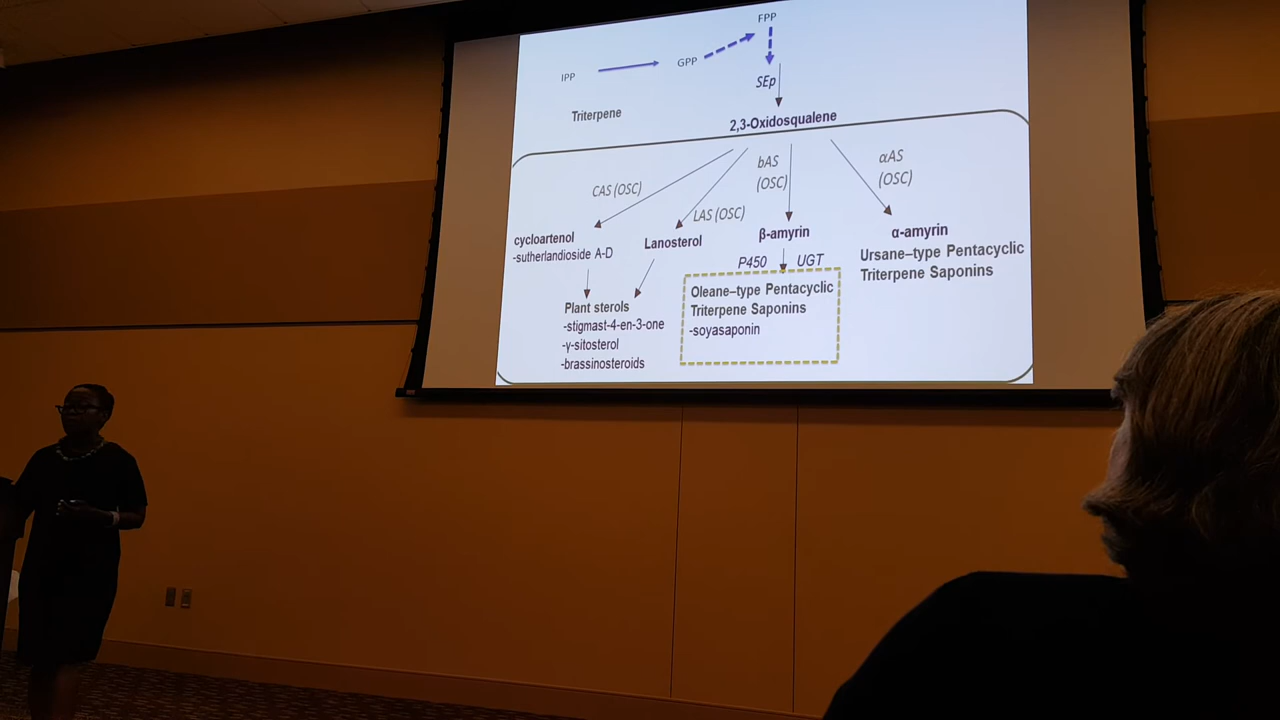 FPP
IPP
GPP
SEp
Triterpene
2,3-Oxidosqualene
CAS (OSC)
LAS (OSC)
bAS
(OSC)
αAS
(OSC)
cycloartenol
-sutherlandioside A-D
Lanosterol
β-amyrin
α-amyrin
Ursane–type Pentacyclic
Triterpene Saponins
P450
UGT
Plant sterols
-stigmast-4-en-3-one
-γ-sitosterol
-brassinosteroids
Oleane–type Pentacyclic
Triterpene Saponins
-soyasaponin